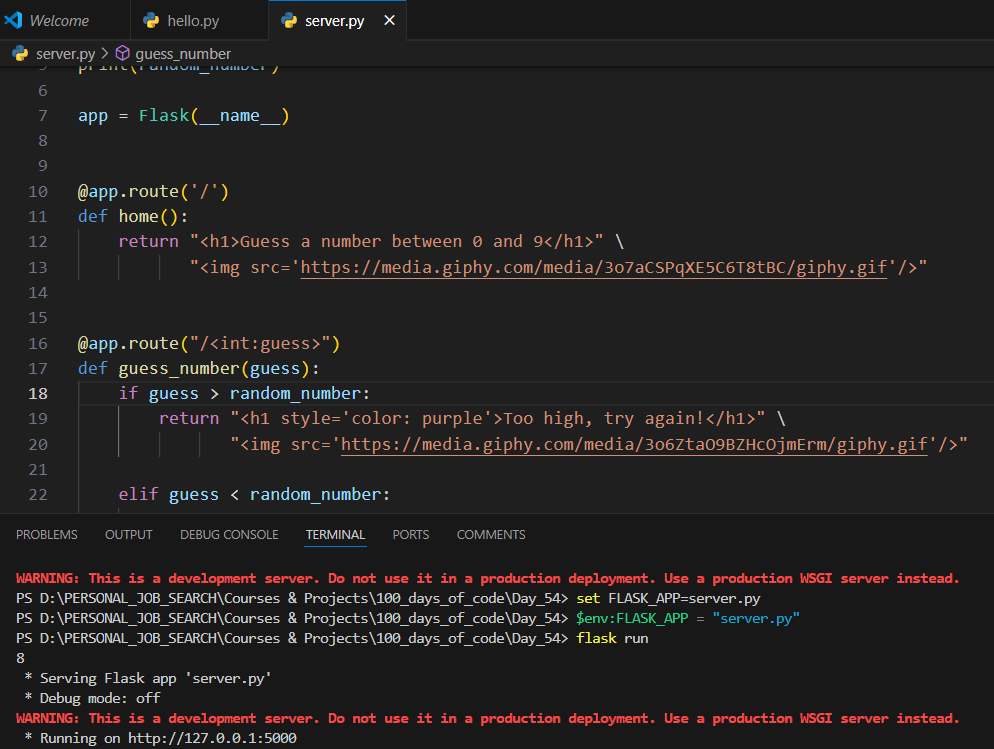 Welcome hello.py server.py
server.py > guess_number
5 print(random_number)
6
7 app = Flask(__name__)
8
9
10 @app.route('/')
11 def home():
12 return "<h1>Guess a number between 0 and 9</h1>" \
13 "<img src='https://media.giphy.com/media/3o7aCSPqXE5C6T8tBC/giphy.gif'/>"
14
15
16 @app.route("/<int:guess>")
17 def guess_number(guess):
18 if guess > random_number:
19 return "<h1 style='color: purple'>Too high, try again!</h1>" \
20 "<img src='https://media.giphy.com/media/3o6ZtaO9BZHcOjmErm/giphy.gif'/>"
21
22 elif guess < random_number:
PROBLEMS OUTPUT DEBUG CONSOLE TERMINAL PORTS COMMENTS
WARNING: This is a development server. Do not use it in a production deployment. Use a production WSGI server instead.
PS D:\PERSONAL_JOB_SEARCH\Courses & Projects\100_days_of_code\Day_54> set FLASK_APP=server.py
PS D:\PERSONAL_JOB_SEARCH\Courses & Projects\100_days_of_code\Day_54> $env:FLASK_APP = "server.py"
PS D:\PERSONAL_JOB_SEARCH\Courses & Projects\100_days_of_code\Day_54> flask run
8
* Serving Flask app 'server.py'
* Debug mode: off
WARNING: This is a development server. Do not use it in a production deployment. Use a production WSGI server instead.
* Running on http://127.0.0.1:5000